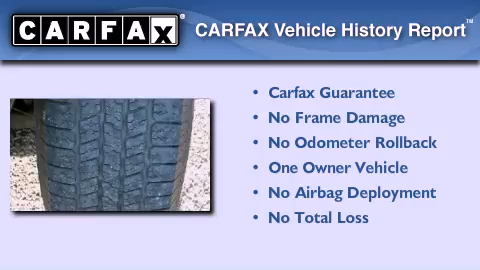 CARFAX® CARFAX Vehicle History Report™
• Carfax Guarantee
• No Frame Damage
• No Odometer Rollback
• One Owner Vehicle
• No Airbag Deployment
• No Total Loss